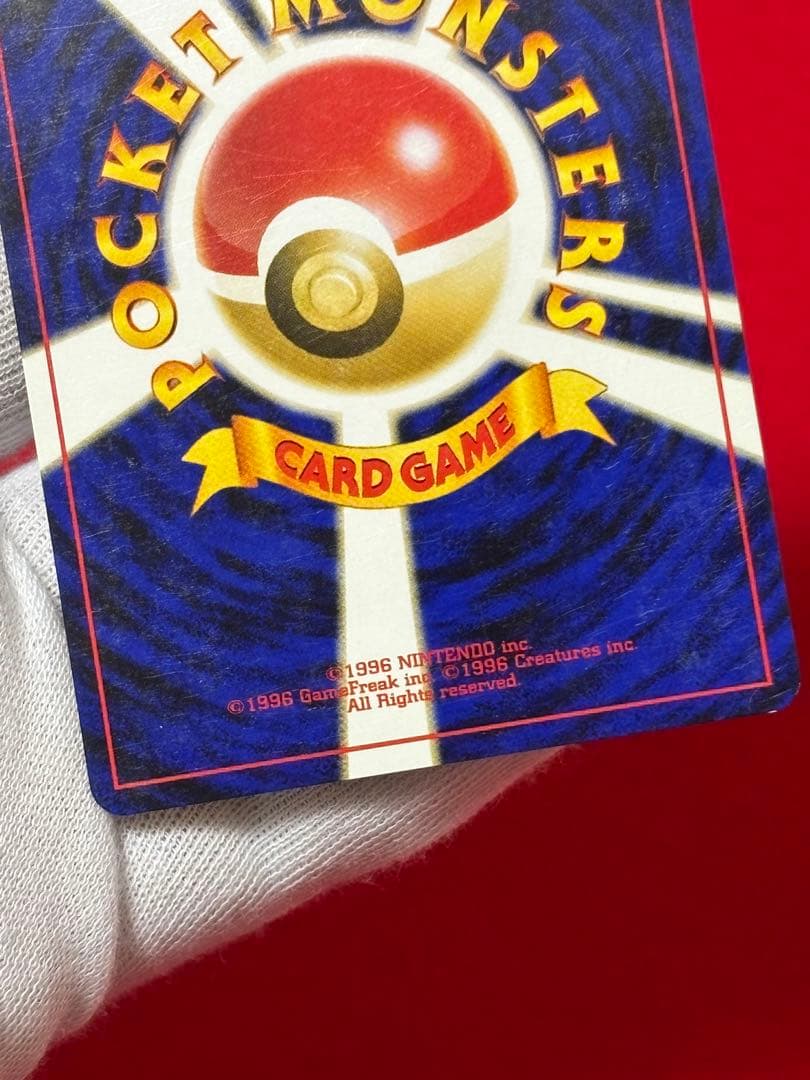 POCKET MONSTERS
CARD GAME
©1996 NINTENDO inc.
©1996 GameFreak inc. ©1996 Creatures inc.
All Rights reserved.